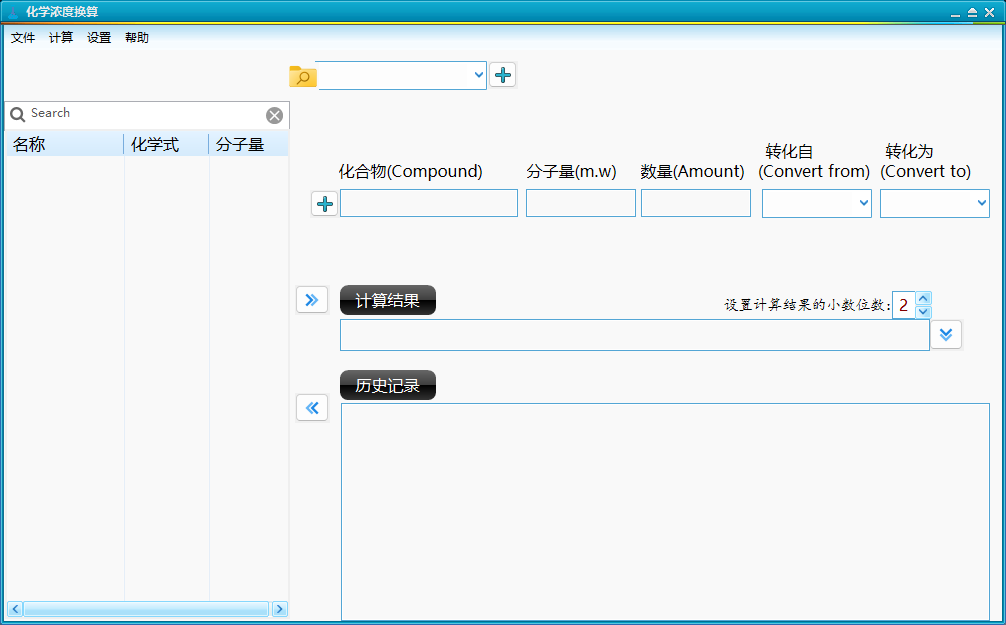 化学浓度换算
文件 计算 设置 帮助
Search
名称 化学式 分子量
化合物(Compound) 分子量(m.w) 数量(Amount) 转化自 (Convert from) 转化为 (Convert to)
计算结果
设置计算结果的小数位数: 2
历史记录